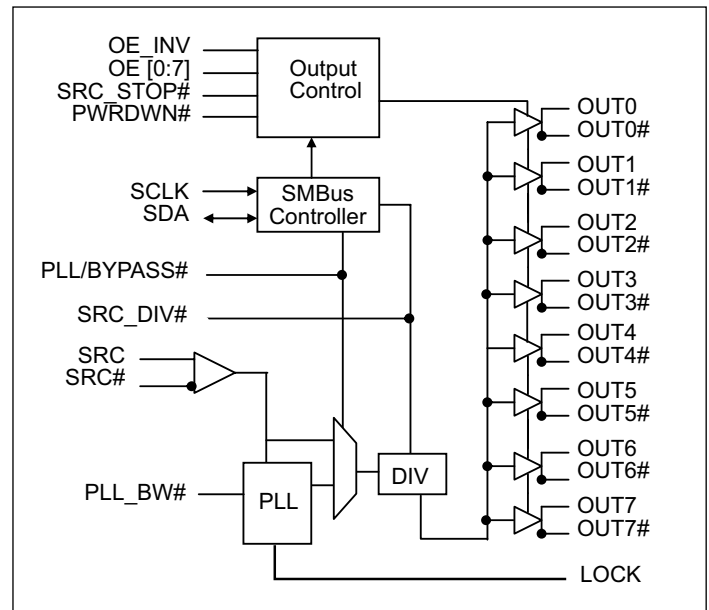 OE_INV
OE [0:7]
SRC_STOP#
PWRDWN#
Output
Control
SCLK
SDA
SMBus
Controller
PLL/BYPASS#
SRC_DIV#
SRC
SRC#
PLL_BW#
PLL
DIV
OUT0
OUT0#
OUT1
OUT1#
OUT2
OUT2#
OUT3
OUT3#
OUT4
OUT4#
OUT5
OUT5#
OUT6
OUT6#
OUT7
OUT7#
LOCK